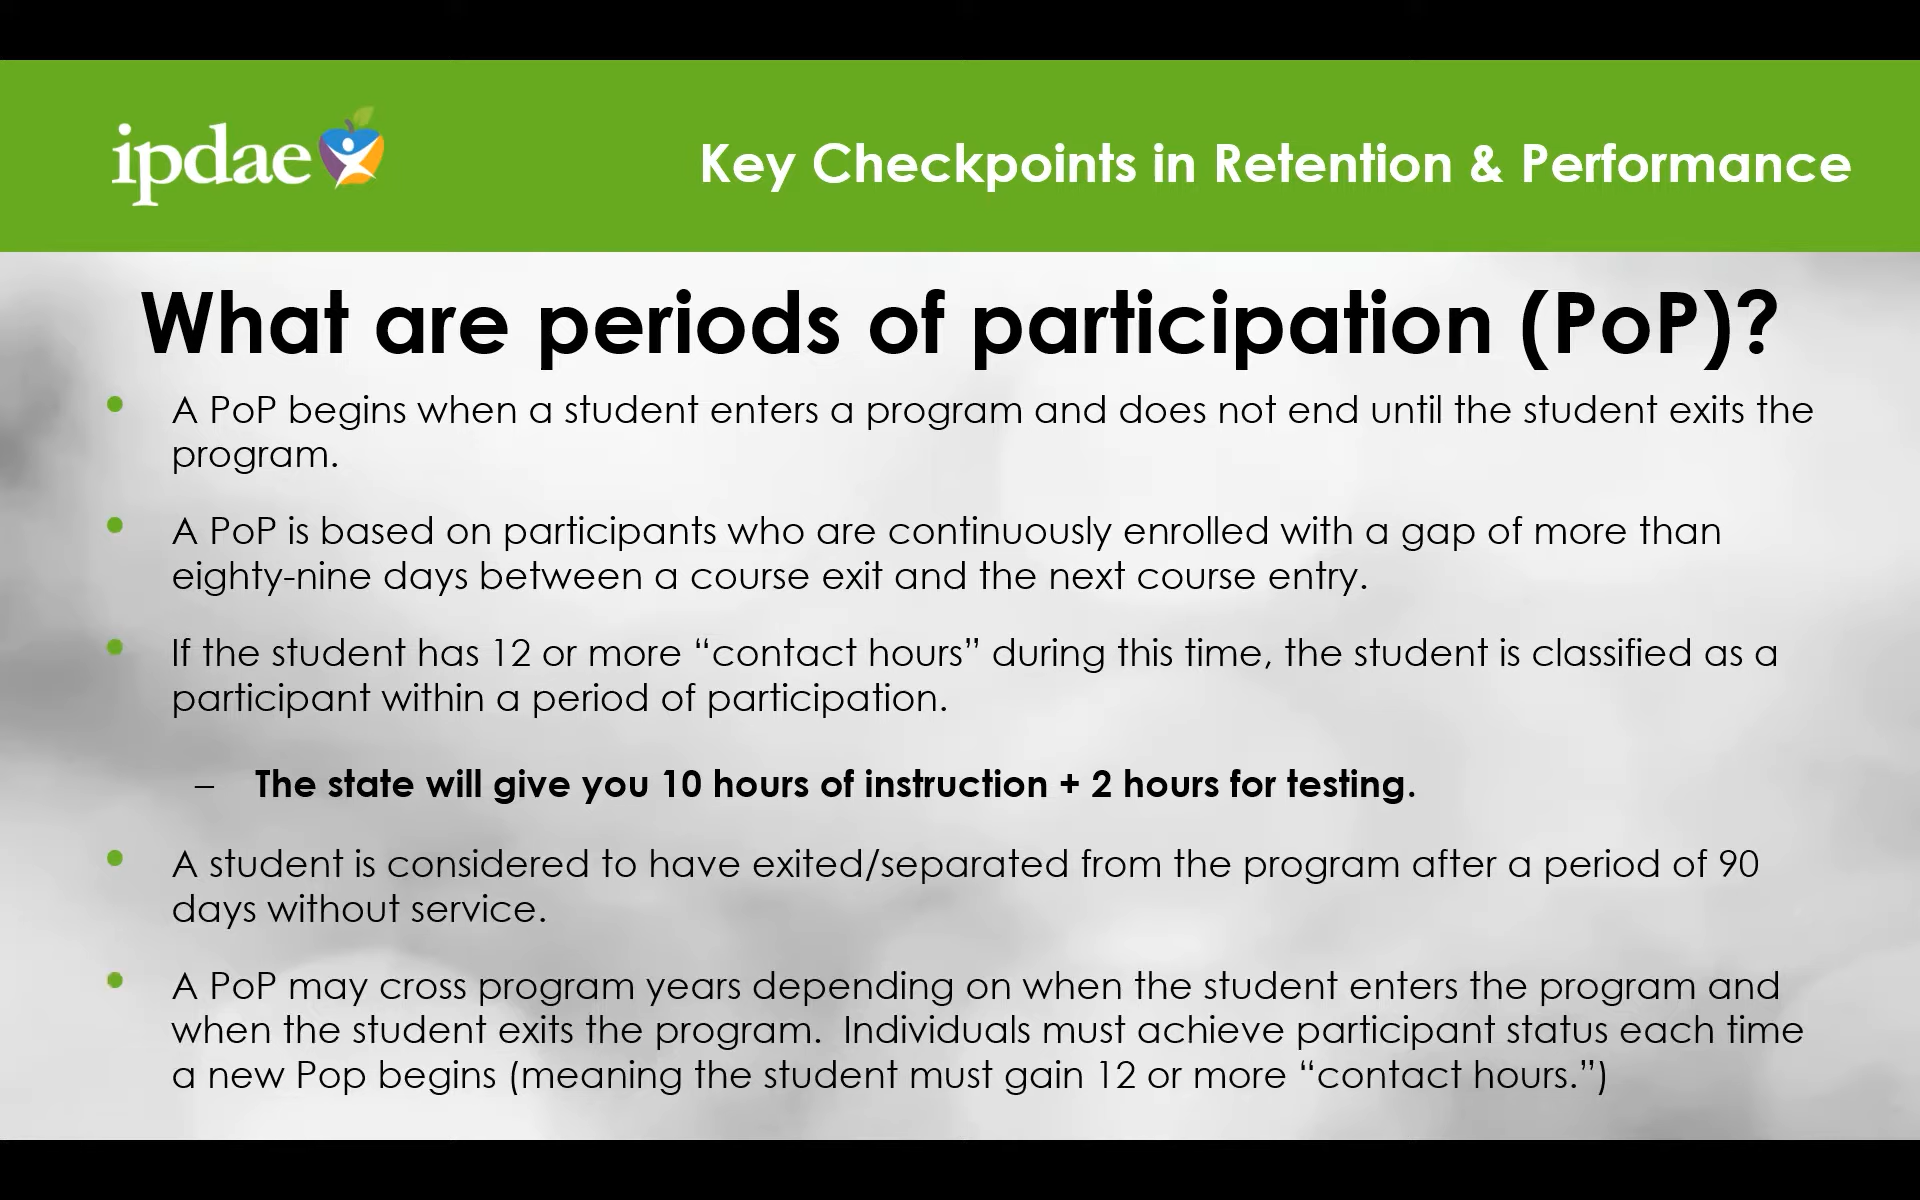 ipdae
Key Checkpoints in Retention & Performance
What are periods of participation (PoP)?
• A PoP begins when a student enters a program and does not end until the student exits the
program.
• A PoP is based on participants who are continuously enrolled with a gap of more than
eighty-nine days between a course exit and the next course entry.
• If the student has 12 or more “contact hours” during this time, the student is classified as a
participant within a period of participation.
– The state will give you 10 hours of instruction + 2 hours for testing.
• A student is considered to have exited/separated from the program after a period of 90
days without service.
• A PoP may cross program years depending on when the student enters the program and
when the student exits the program.  Individuals must achieve participant status each time
a new Pop begins (meaning the student must gain 12 or more “contact hours.”)